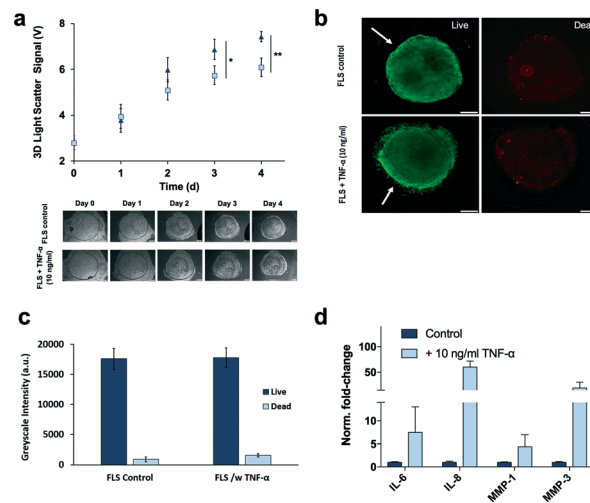 a
3D Light Scatter Signal (V)
8
6
4
2
0
1
2
3
4
*
**
Time (d)
Day 0
Day 1
Day 2
Day 3
Day 4
FLS control
FLS + TNF-α
(10 ng/ml)
b
Live
Dead
FLS control
FLS + TNF-α (10 ng/ml)
c
Greyscale Intensity (a.u.)
20000
15000
10000
5000
0
Live
Dead
FLS Control
FLS /w TNF-α
d
Control
+ 10 ng/ml TNF-α
Norm. fold-change
100
50
10
5
0
IL-6
IL-8
MMP-1
MMP-3